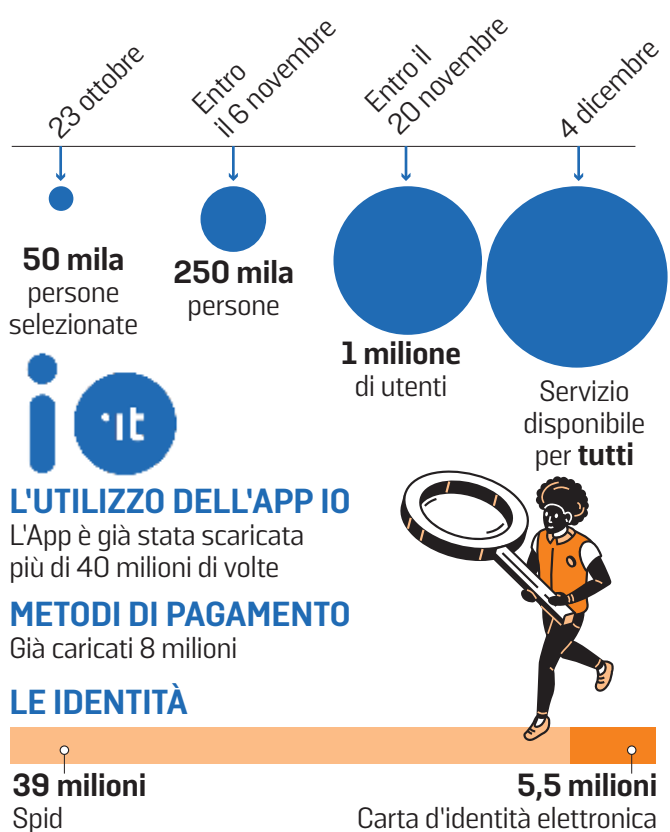 23 ottobre
Entro
il 6 novembre
Entro il
20 novembre
4 dicembre
50 mila
persone
selezionate
250 mila
persone
1 milione
di utenti
Servizio
disponibile
per tutti
io
·it
L'UTILIZZO DELL'APP IO
L'App è già stata scaricata
più di 40 milioni di volte
METODI DI PAGAMENTO
Già caricati 8 milioni
LE IDENTITÀ
39 milioni
Spid
5,5 milioni
Carta d'identità elettronica